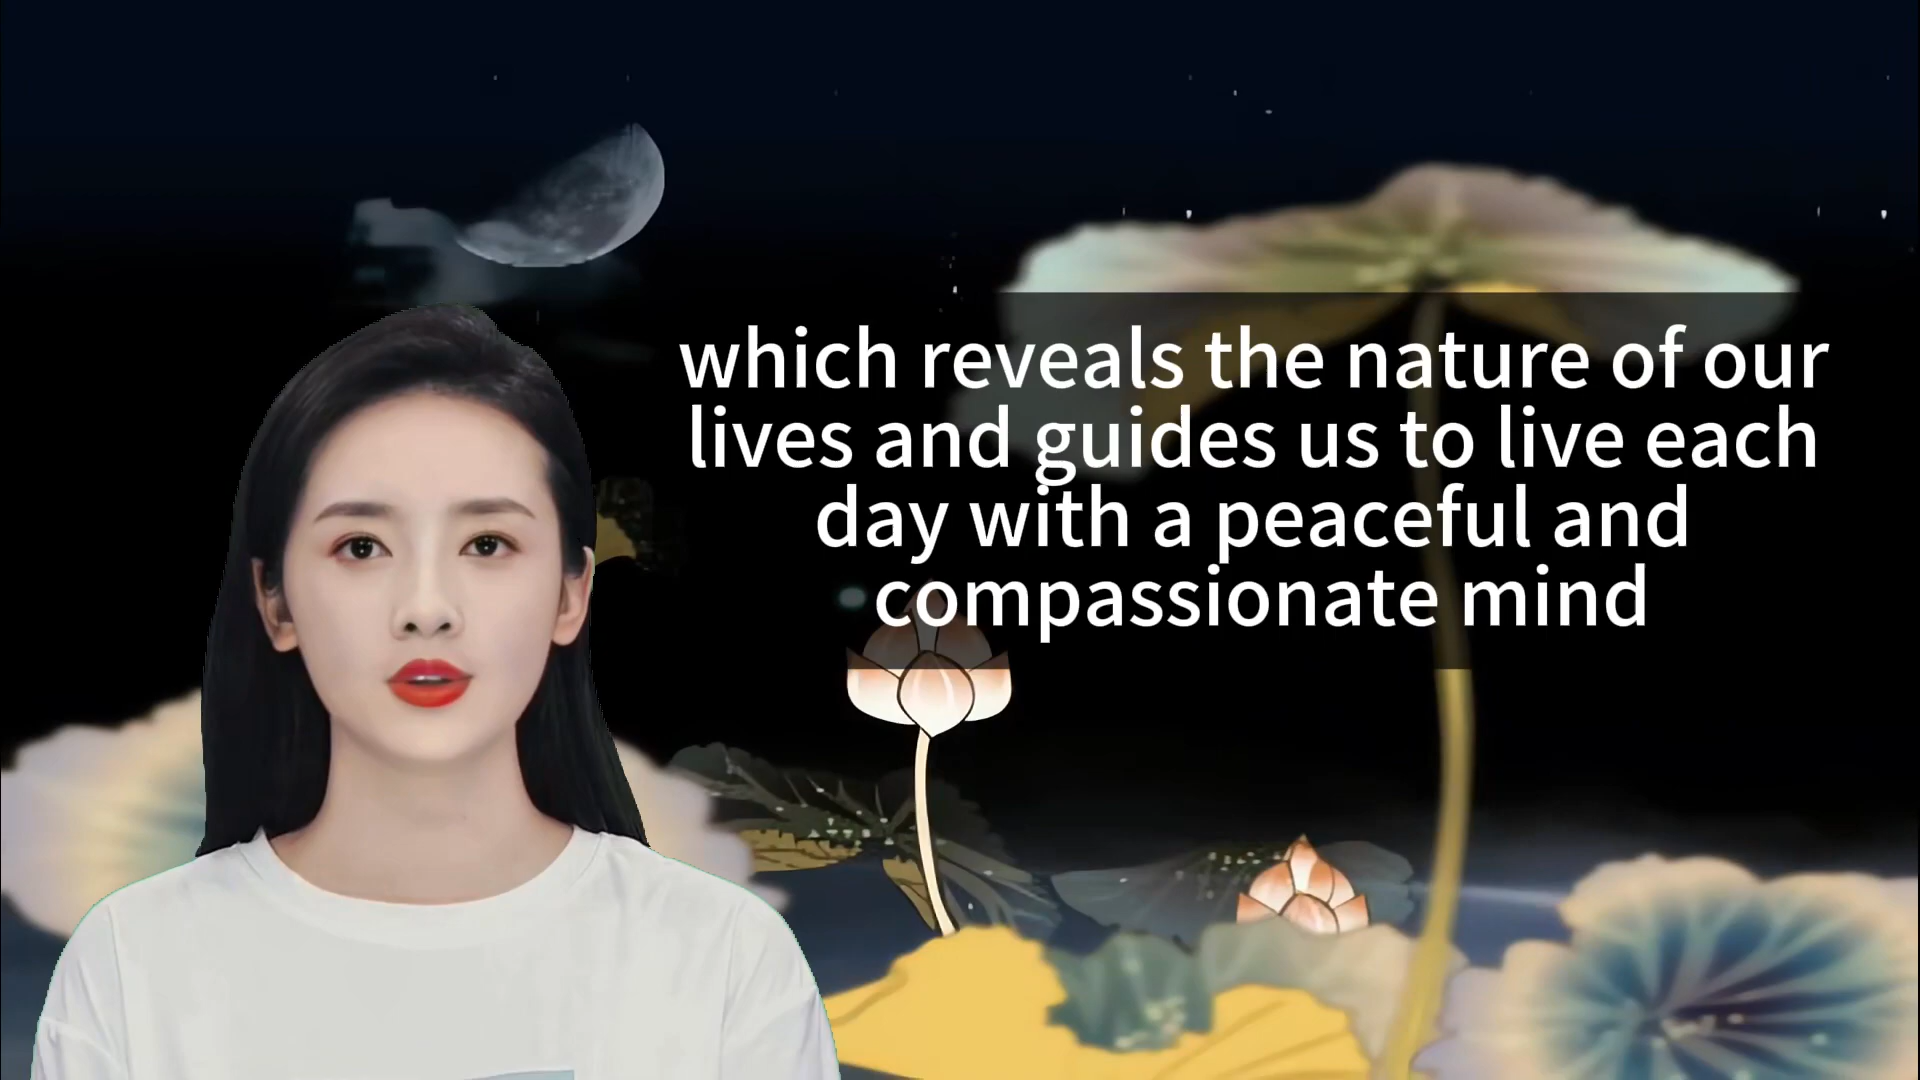 which reveals the nature of our
lives and guides us to live each
day with a peaceful and
compassionate mind